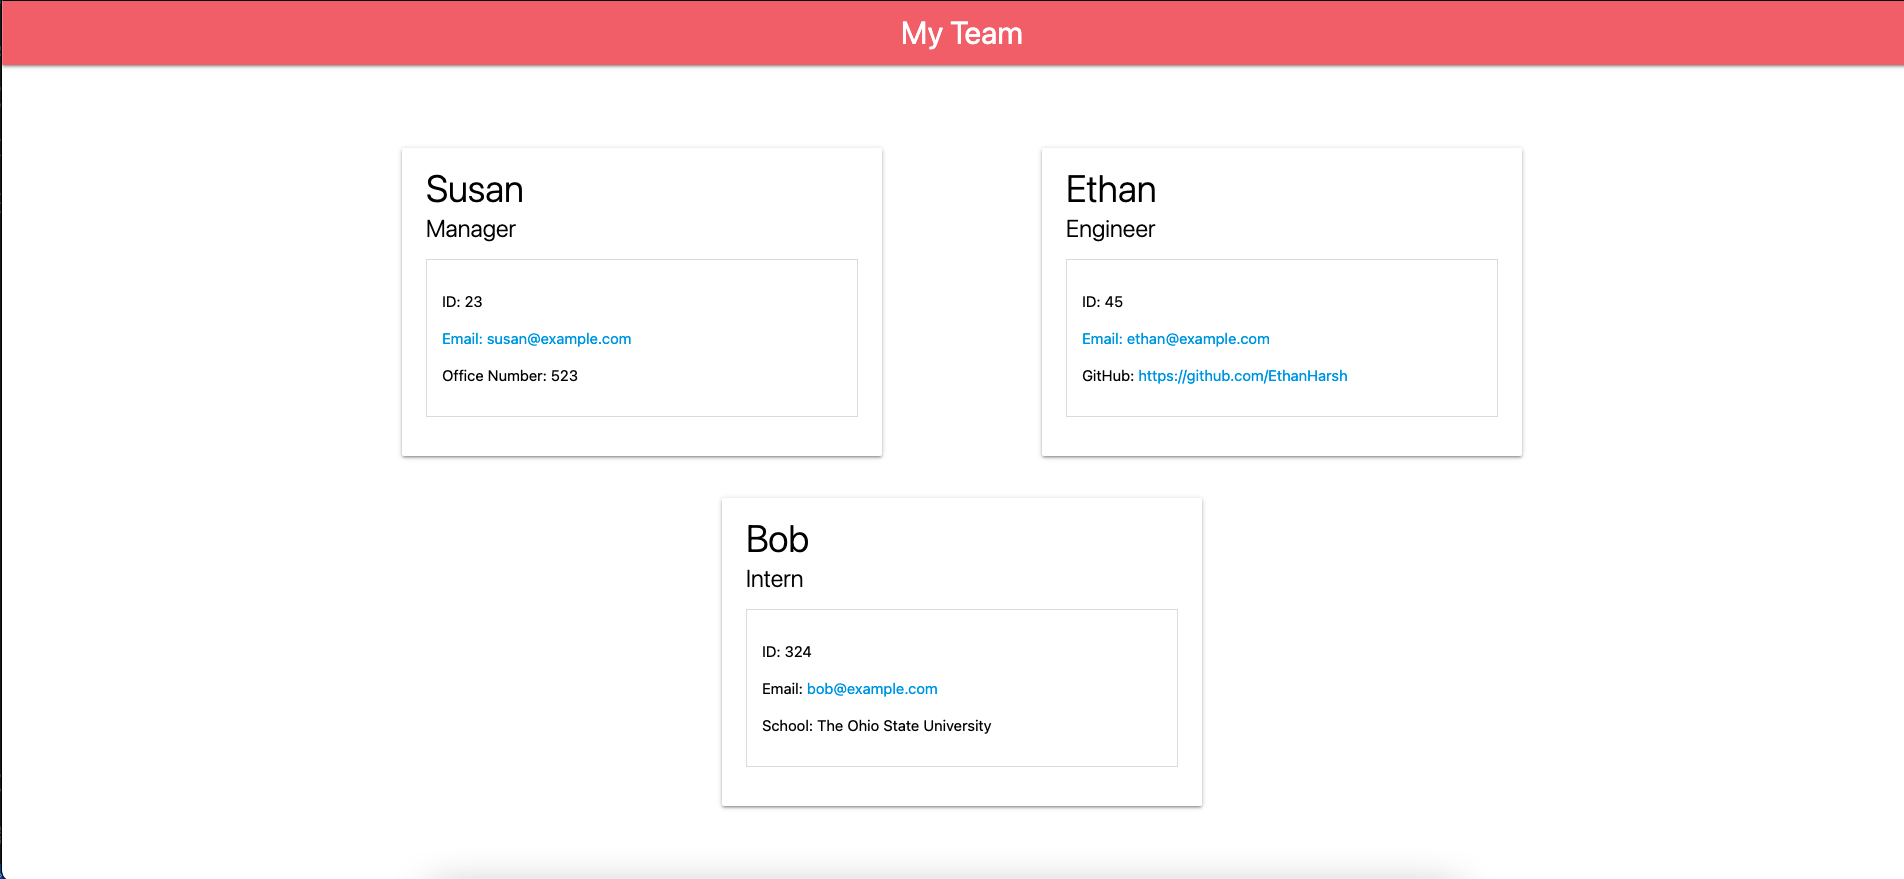 My Team
Susan
Manager
ID: 23
Email: susan@example.com
Office Number: 523
Ethan
Engineer
ID: 45
Email: ethan@example.com
GitHub: https://github.com/EthanHarsh
Bob
Intern
ID: 324
Email: bob@example.com
School: The Ohio State University